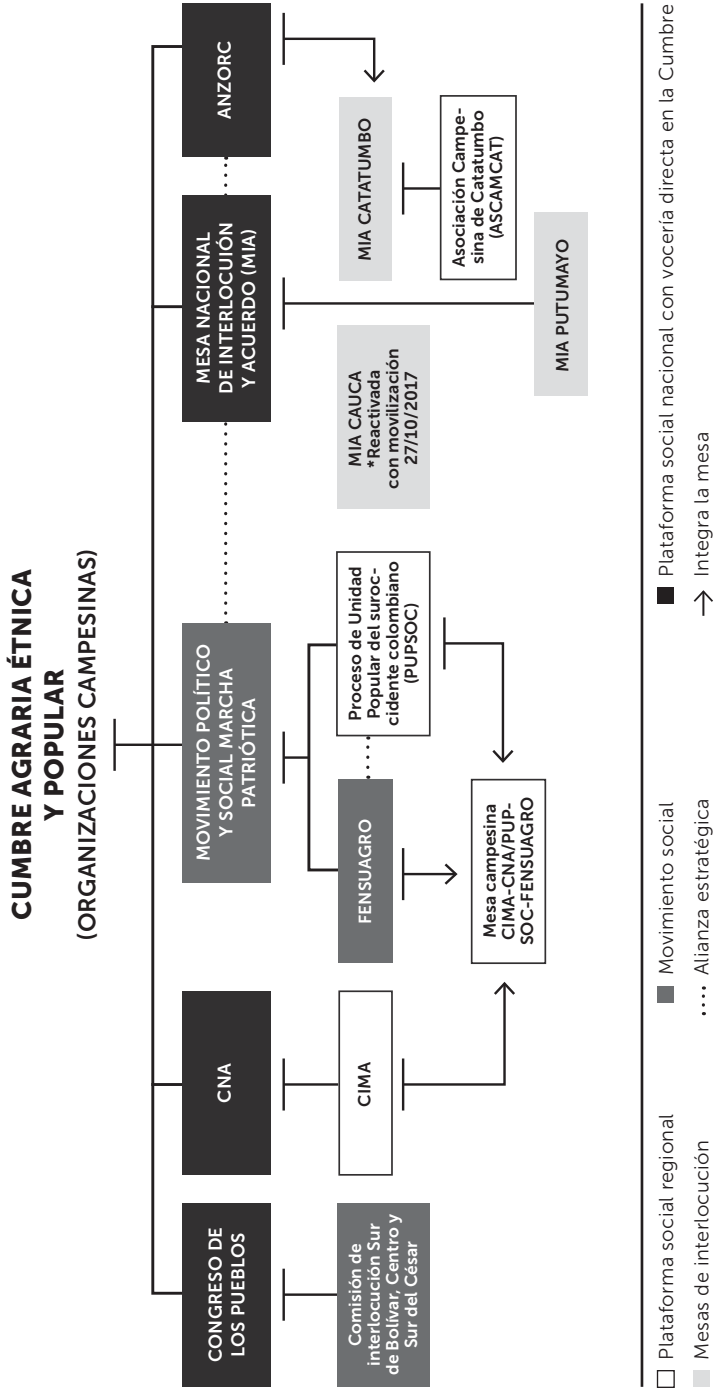 CUMBRE AGRARIA ÉTNICA
Y POPULAR
(ORGANIZACIONES CAMPESINAS)
CONGRESO DE
LOS PUEBLOS
CNA
MOVIMIENTO POLÍTICO
Y SOCIAL MARCHA
PATRIÓTICA
MESA NACIONAL
DE INTERLOCUIÓN
Y ACUERDO (MIA)
ANZORC
Comisión de
interlocución Sur
de Bolívar, Centro y
Sur del César
CIMA
FENSUAGRO
Proceso de Unidad
Popular del suroc-
cidente colombiano
(PUPSOC)
MIA CAUCA
*Reactivada
con movilización
27/10/2017
MIA CATATUMBO
Mesa campesina
CIMA-CNA/PUP-
SOC-FENSUAGRO
Asociación Campe-
sina de Catatumbo
(ASCAMCAT)
MIA PUTUMAYO
Plataforma social regional
Movimiento social
Plataforma social nacional con vocería directa en la Cumbre
Mesas de interlocución
Alianza estratégica
Integra la mesa